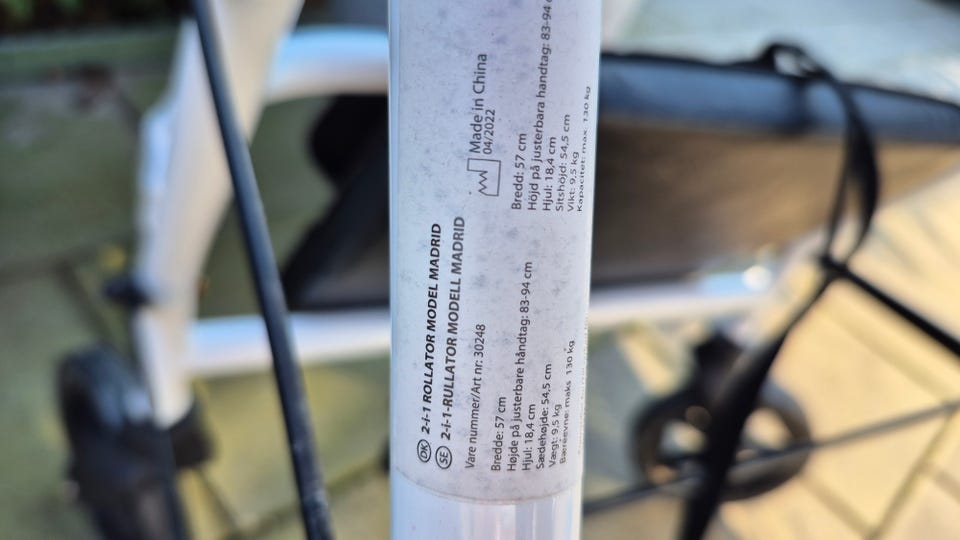 DK 2-i-1 ROLLATOR MODEL MADRID
SE 2-i-1-RULLATOR MODELL MADRID
Vare nummer/Art nr: 30248
Bredde: 57 cm
Højde på justerbare håndtag: 83-94 cm
Hjul: 18,4 cm
Sædehøjde: 54,5 cm
Vægt: 9,5 kg
Bæreevne: maks 130 kg
Made in China
04/2022
Bredd: 57 cm
Höjd på justerbara handtag: 83-94
Hjul: 18,4 cm
Sitshöjd: 54,5 cm
Vikt: 9,5 kg
Kapacitet: max. 130 kg